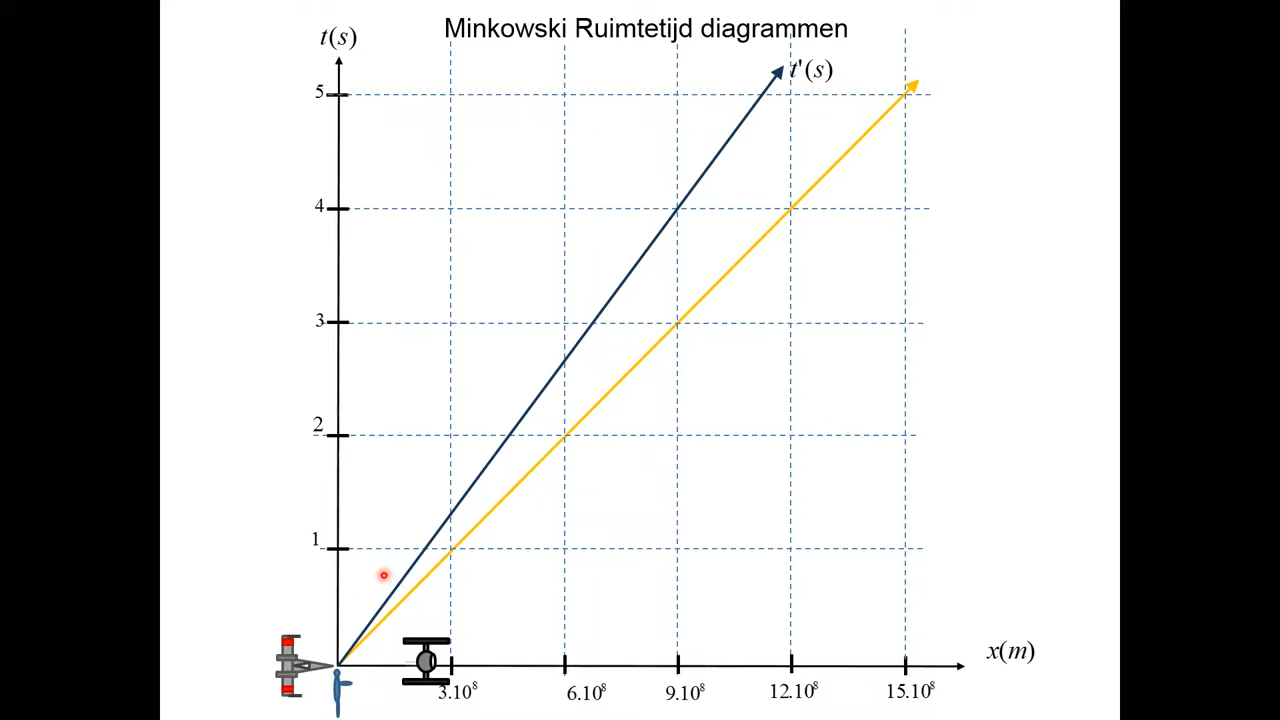 Minkowski Ruimtetijd diagrammen
t(s)
t'(s)
5
4
3
2
1
x(m)
3.10⁸
6.10⁸
9.10⁸
12.10⁸
15.10⁸